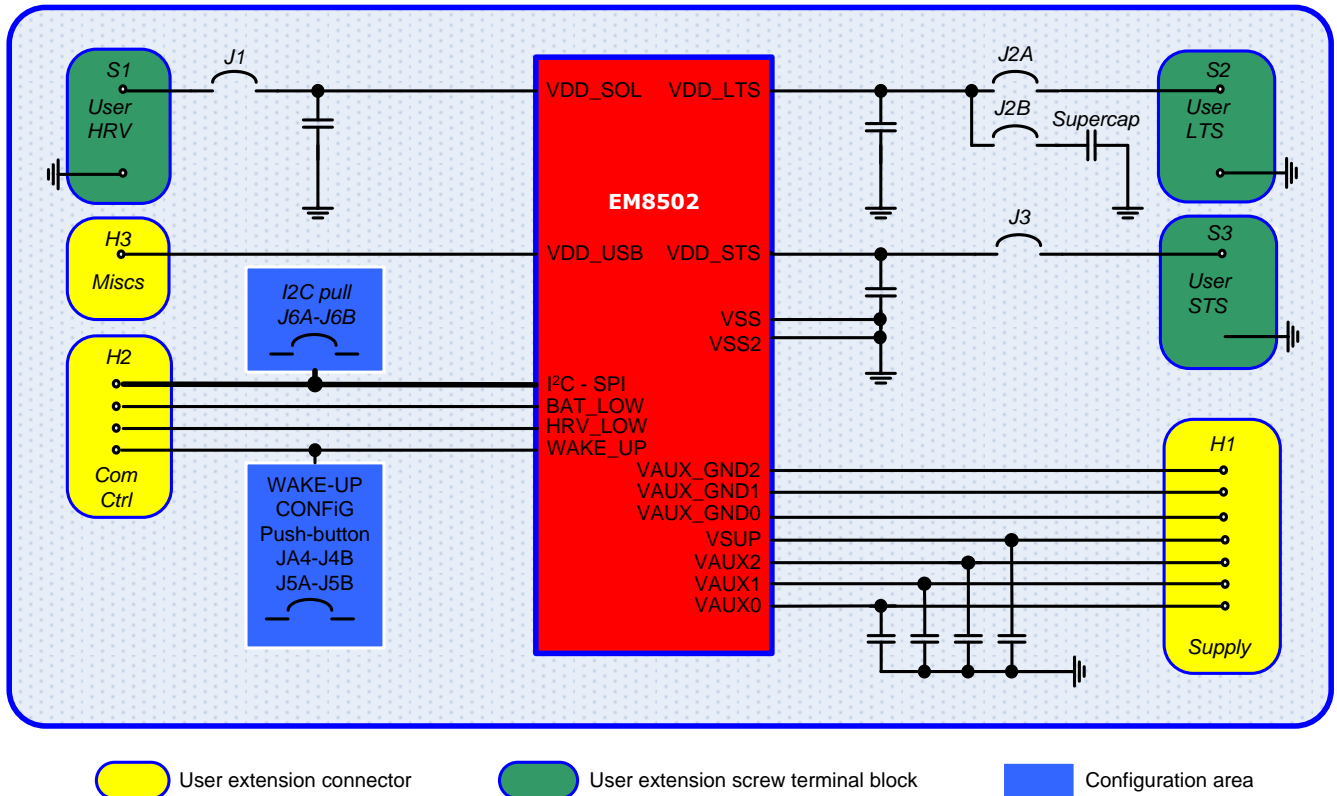 S1
User
HRV
J1
VDD_SOL
VDD_LTS
J2A
J2B
Supercap
S2
User
LTS
EM8502
H3
Miscs
VDD_USB
VDD_STS
J3
S3
User
STS
I2C pull
J6A-J6B
VSS
VSS2
H2
Com
Ctrl
I²C - SPI
BAT_LOW
HRV_LOW
WAKE_UP
WAKE-UP
CONFiG
Push-button
JA4-J4B
J5A-J5B
VAUX_GND2
VAUX_GND1
VAUX_GND0
VSUP
VAUX2
VAUX1
VAUX0
H1
Supply
User extension connector
User extension screw terminal block
Configuration area